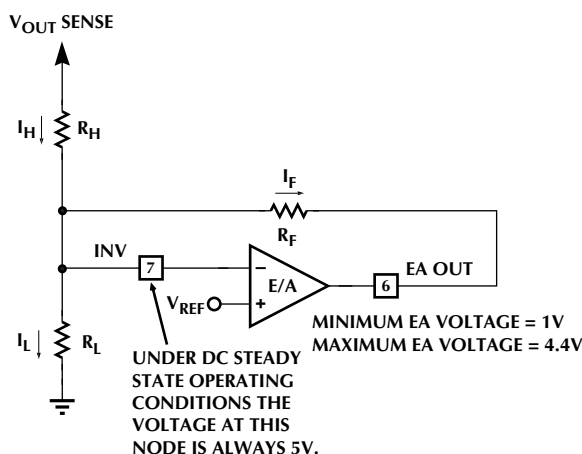 VOUT SENSE
IH
RH
IF
RF
INV
7
E/A
6
EA OUT
VREF
MINIMUM EA VOLTAGE = 1V
MAXIMUM EA VOLTAGE = 4.4V
IL
RL
UNDER DC STEADY
STATE OPERATING
CONDITIONS THE
VOLTAGE AT THIS
NODE IS ALWAYS 5V.